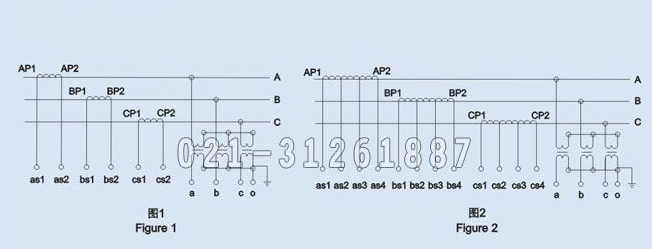 AP1 AP2 A
BP1 BP2 B
CP1 CP2 C
as1 as2 bs1 bs2 cs1 cs2 a b c o
图1
Figure 1
AP1 AP2 A
BP1 BP2 B
CP1 CP2 C
as1 as2 as3 as4 bs1 bs2 bs3 bs4 cs1 cs2 cs3 cs4 a b c o
图2
Figure 2
021-31261887